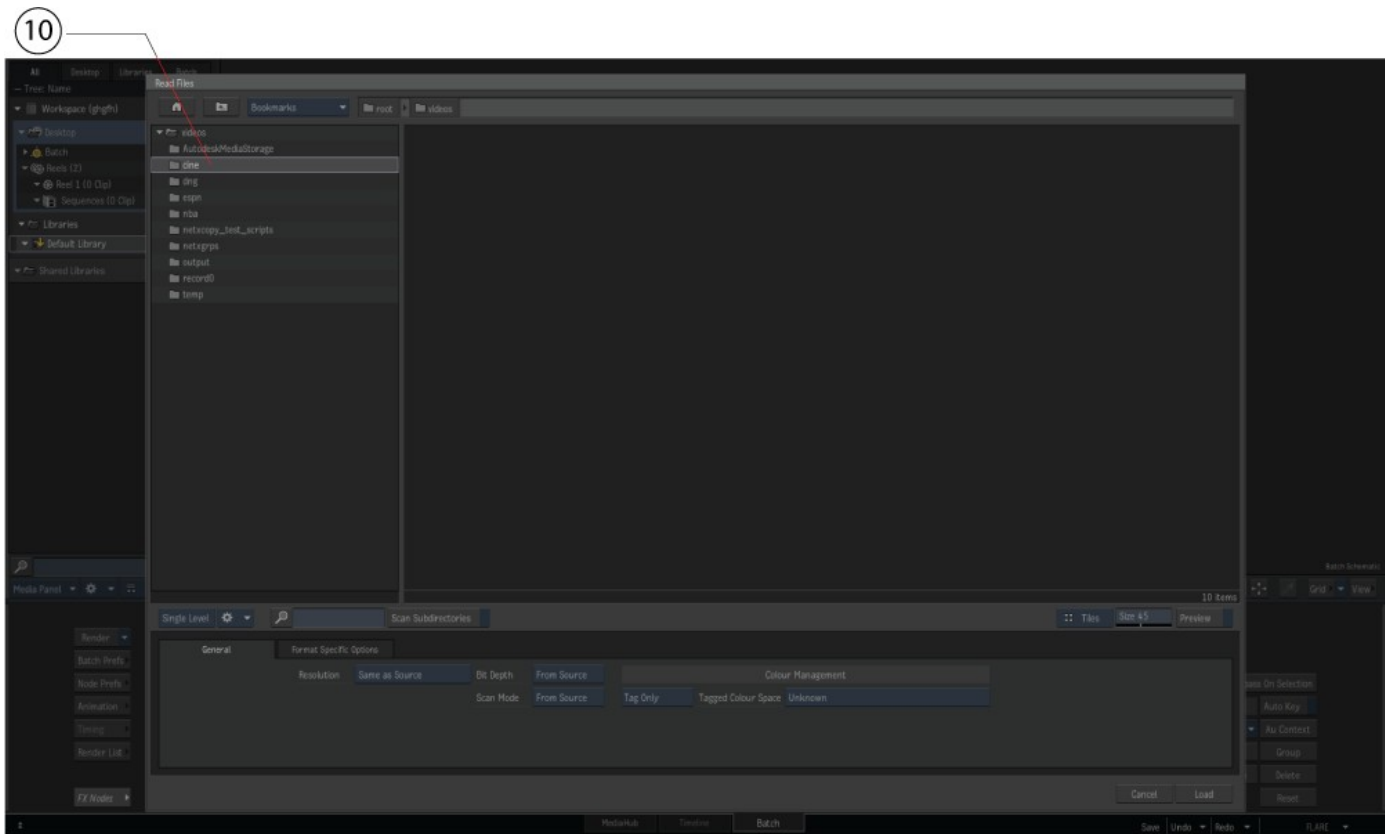 10
All Desktop Libraries Batch
Tree: Name
Read Files
Workspace (ghgfh)
Bookmarks root videos
Desktop
videos
Batch
AutodeskMediaStorage
Reels (2)
cine
Reel 1 (0 Clip)
dng
Sequences (0 Clip)
espn
nba
Libraries
netxcopy_test_scripts
Default Library
netxgrps
output
Shared Libraries
record0
temp
Batch Schematic
Media Panel
Grid View
10 items
Single Level Scan Subdirectories Tiles Size 45 Preview
Render
General Format Specific Options
Batch Prefs
Resolution Same as Source Bit Depth From Source Colour Management
Node Prefs
On Selection
Scan Mode From Source Tag Only Tagged Colour Space Unknown
Animation
Auto Key
Timing
Au Context
Render List
Group
Delete
FX Nodes
Cancel Load
Reset
MediaHub Timeline Batch
Save Undo Redo FLARE